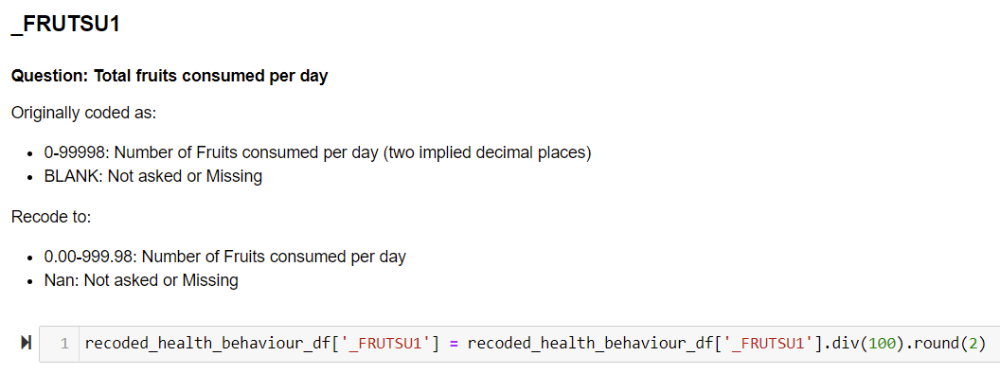 _FRUTSU1
Question: Total fruits consumed per day
Originally coded as:
• 0-99998: Number of Fruits consumed per day (two implied decimal places)
• BLANK: Not asked or Missing
Recode to:
• 0.00-999.98: Number of Fruits consumed per day
• Nan: Not asked or Missing
1 recoded_health_behaviour_df['_FRUTSU1'] = recoded_health_behaviour_df['_FRUTSU1'].div(100).round(2)